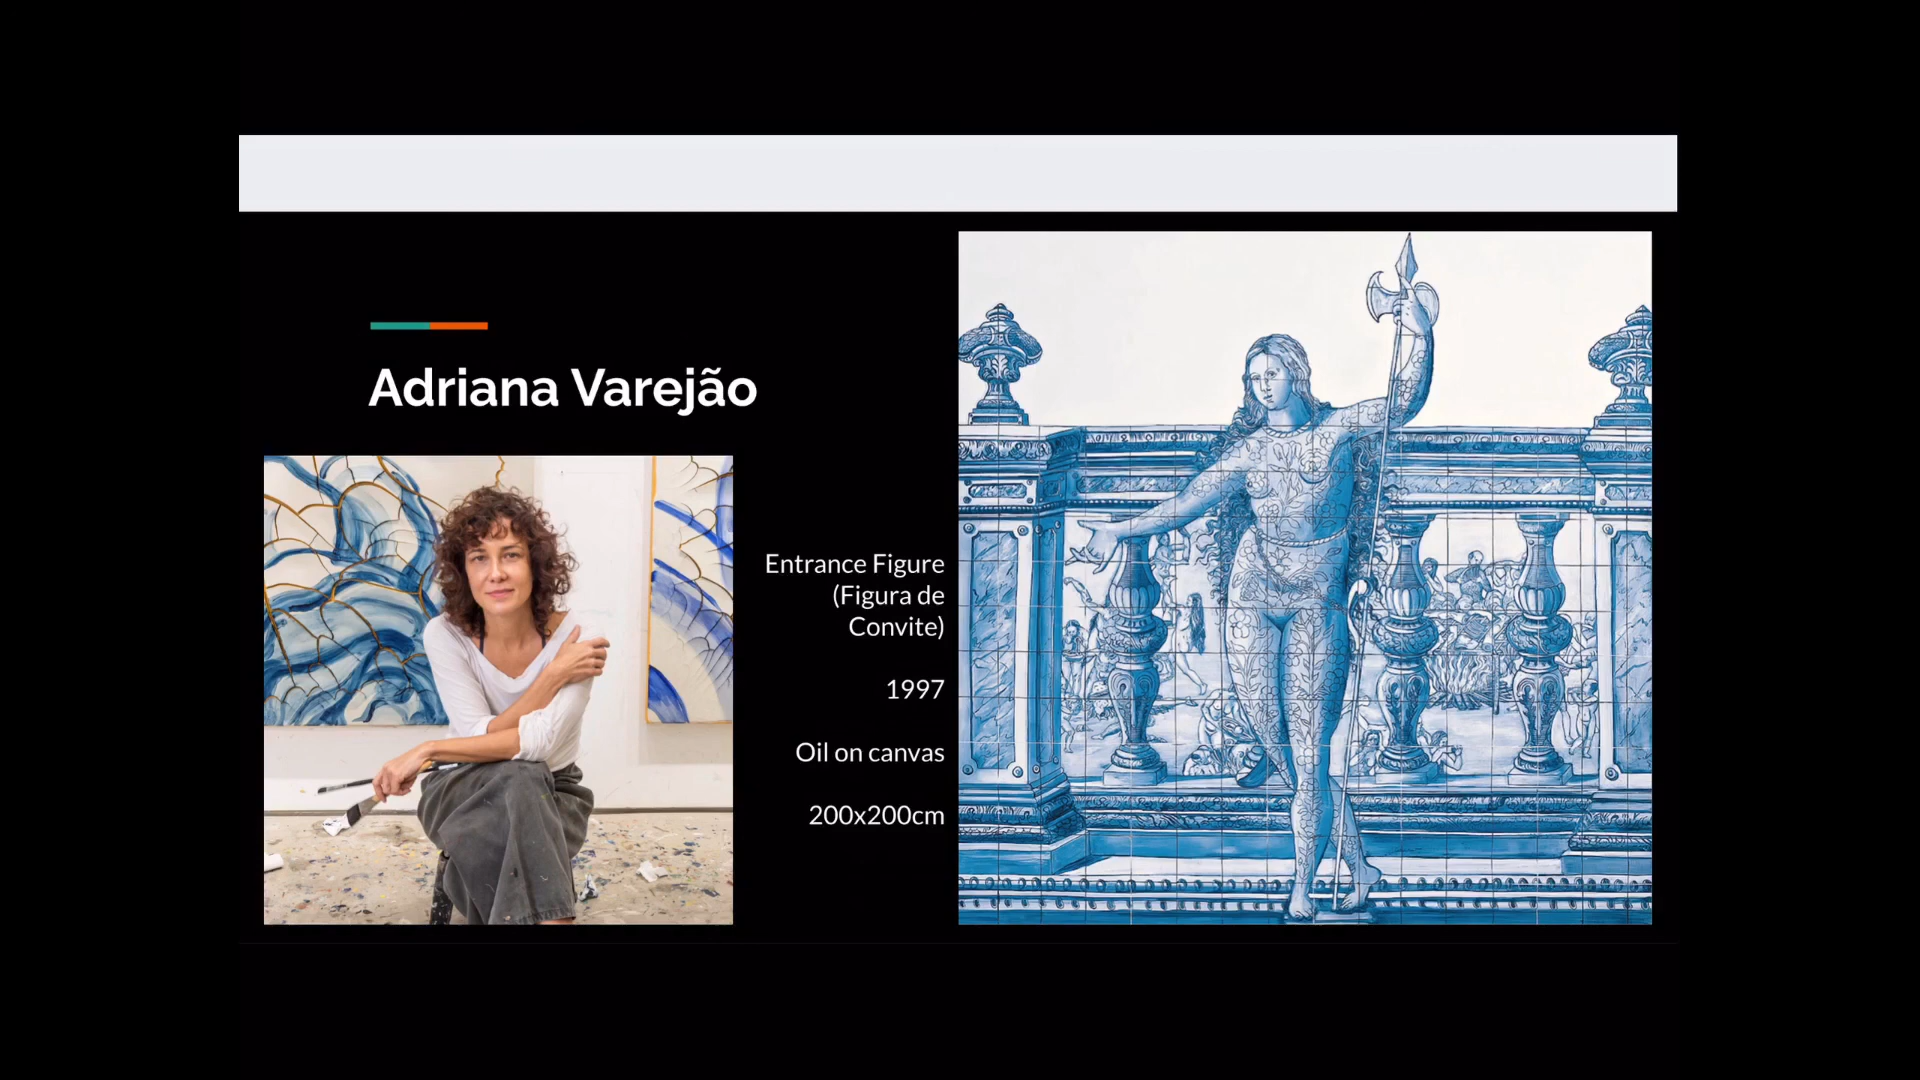 Adriana Varejão
Entrance Figure
(Figura de
Convite)
1997
Oil on canvas
200x200cm